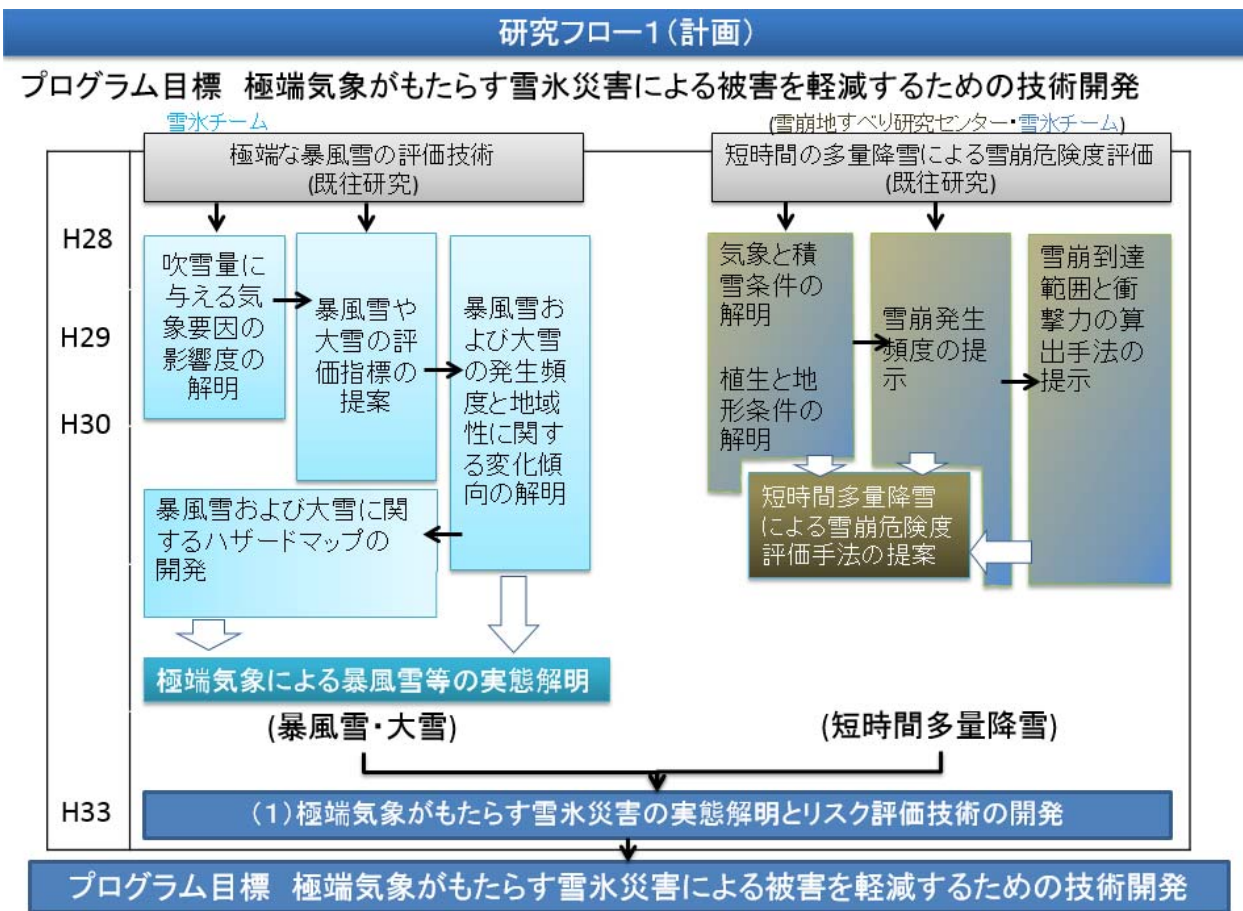 研究フロー1(計画)
プログラム目標 極端気象がもたらす雪氷災害による被害を軽減するための技術開発
雪氷チーム
(雪崩地すべり研究センター・雪氷チーム)
極端な暴風雪の評価技術
(既往研究)
短時間の多量降雪による雪崩危険度評価
(既往研究)
H28
H29
H30
H33
吹雪量に
与える気
象要因の
影響度の
解明
暴風雪や
大雪の評
価指標の
提案
暴風雪お
よび大雪
の発生頻
度と地域
性に関す
る変化傾
向の解明
暴風雪および大雪に関
するハザードマップの
開発
極端気象による暴風雪等の実態解明
(暴風雪・大雪)
気象と積
雪条件の
解明
植生と地
形条件の
解明
雪崩発生
頻度の提
示
雪崩到達
範囲と衝
撃力の算
出手法の
提示
短時間多量降雪
による雪崩危険度
評価手法の提案
(短時間多量降雪)
(1)極端気象がもたらす雪氷災害の実態解明とリスク評価技術の開発
プログラム目標 極端気象がもたらす雪氷災害による被害を軽減するための技術開発